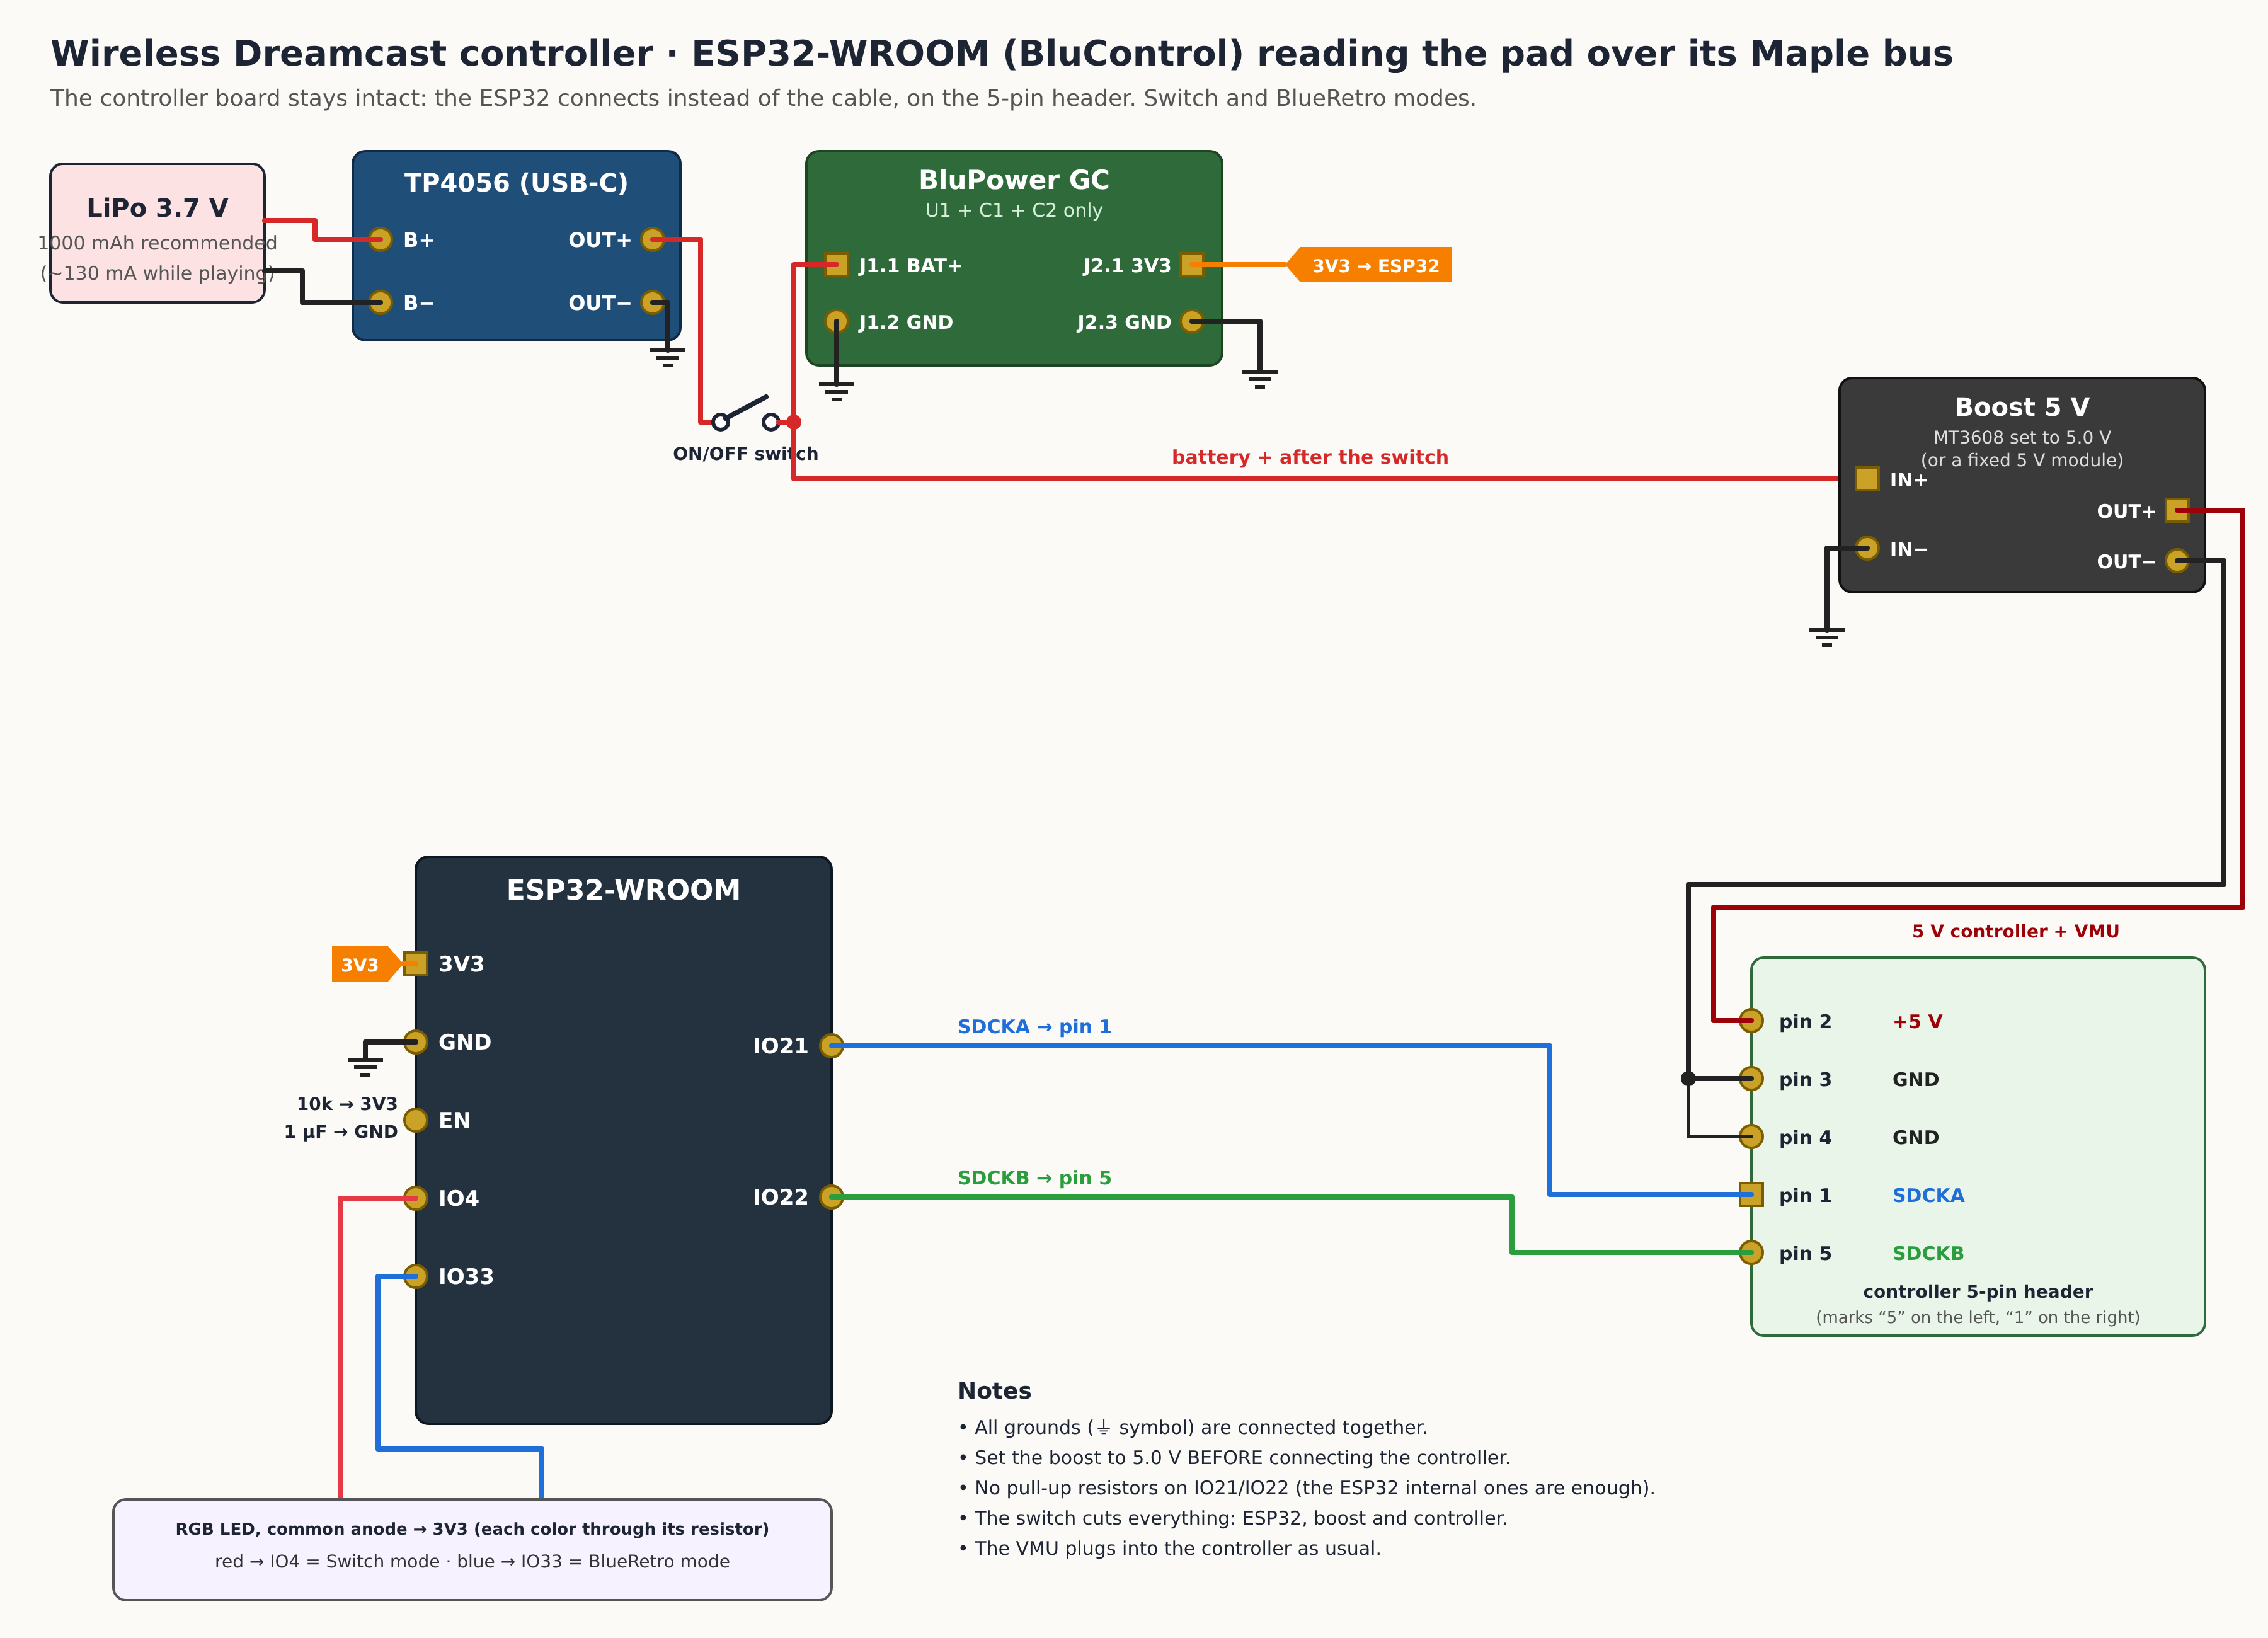 Wireless Dreamcast controller · ESP32-WROOM (BluControl) reading the pad over its Maple bus
The controller board stays intact: the ESP32 connects instead of the cable, on the 5-pin header. Switch and BlueRetro modes.
LiPo 3.7 V
1000 mAh recommended
(~130 mA while playing)
TP4056 (USB-C)
B+
OUT+
B−
OUT−
BluPower GC
U1 + C1 + C2 only
J1.1 BAT+
J2.1 3V3
J1.2 GND
J2.3 GND
3V3 → ESP32
ON/OFF switch
battery + after the switch
Boost 5 V
MT3608 set to 5.0 V
(or a fixed 5 V module)
IN+
OUT+
IN−
OUT−
ESP32-WROOM
3V3
3V3
GND
10k → 3V3
1 µF → GND
EN
IO4
IO33
IO21
IO22
SDCKA → pin 1
SDCKB → pin 5
5 V controller + VMU
pin 2 +5 V
pin 3 GND
pin 4 GND
pin 1 SDCKA
pin 5 SDCKB
controller 5-pin header
(marks “5” on the left, “1” on the right)
Notes
• All grounds (⏚ symbol) are connected together.
• Set the boost to 5.0 V BEFORE connecting the controller.
• No pull-up resistors on IO21/IO22 (the ESP32 internal ones are enough).
• The switch cuts everything: ESP32, boost and controller.
• The VMU plugs into the controller as usual.
RGB LED, common anode → 3V3 (each color through its resistor)
red → IO4 = Switch mode · blue → IO33 = BlueRetro mode